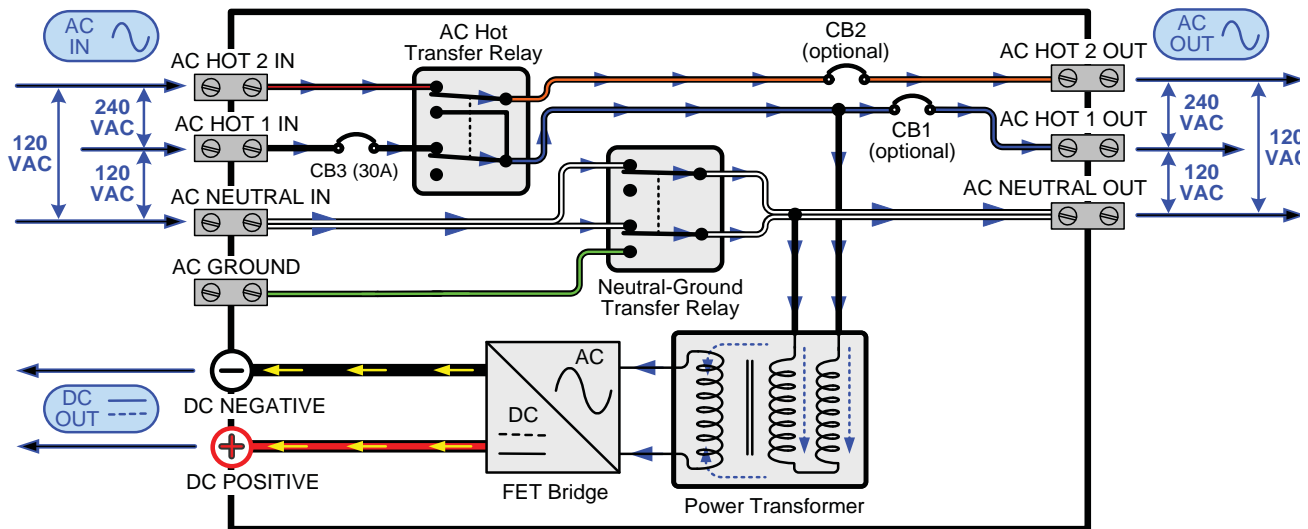 AC
IN
AC Hot
Transfer Relay
CB2
(optional)
AC
OUT
AC HOT 2 IN
AC HOT 2 OUT
240
VAC
240
VAC
120
VAC
AC HOT 1 IN
CB3 (30A)
CB1
(optional)
AC HOT 1 OUT
120
VAC
120
VAC
120
VAC
AC NEUTRAL IN
AC NEUTRAL OUT
AC GROUND
Neutral-Ground
Transfer Relay
DC NEGATIVE
AC
DC
DC
OUT
DC POSITIVE
FET Bridge
Power Transformer